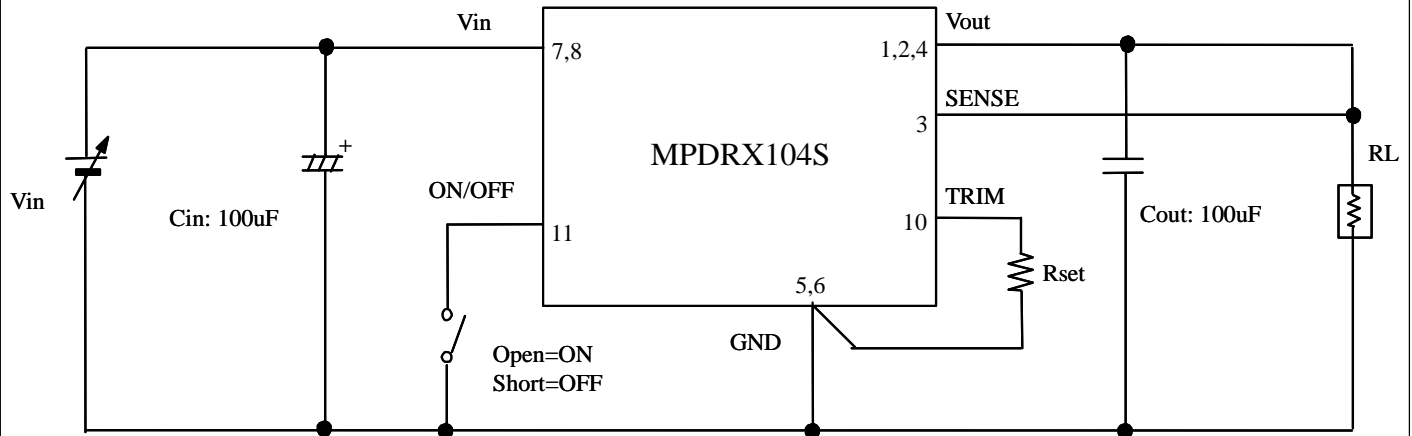 Vin
Vout
7,8
1,2,4
SENSE
3
MPDRX104S
+
RL
Vin
ON/OFF
TRIM
Cin: 100uF
11
10
Cout: 100uF
5,6
Rset
GND
Open=ON
Short=OFF